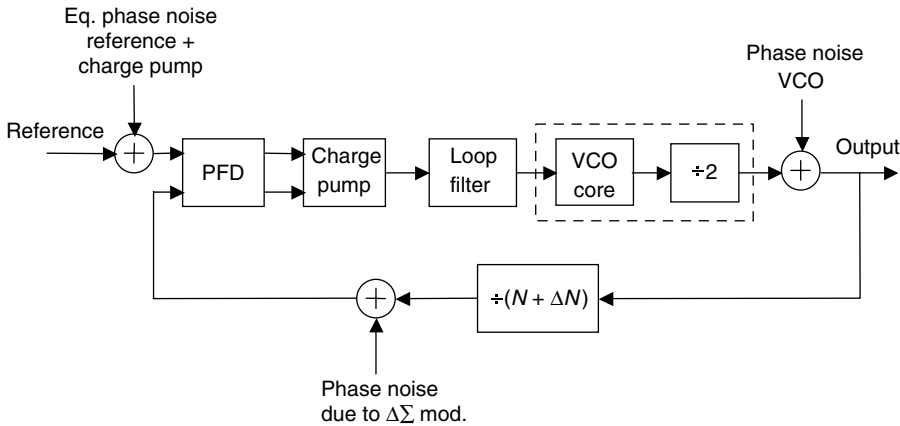 Eq. phase noise
reference +
charge pump
Phase noise
VCO
Reference
+
PFD
Charge
pump
Loop
filter
VCO
core
÷2
+
Output
+
÷(N + ΔN)
Phase noise
due to ΔΣ mod.